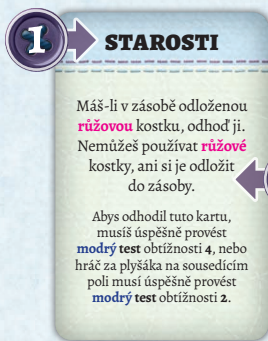 1
STAROSTI
Máš-li v zásobě odloženou
růžovou kostku, odhoď ji.
Nemůžeš používat růžové
kostky, ani si je odložit
do zásoby.
Abys odhodil tuto kartu,
musíš úspěšně provést
modrý test obtížnosti 4, nebo
hráč za plyšáka na sousedícím
poli musí úspěšně provést
modrý test obtížnosti 2.